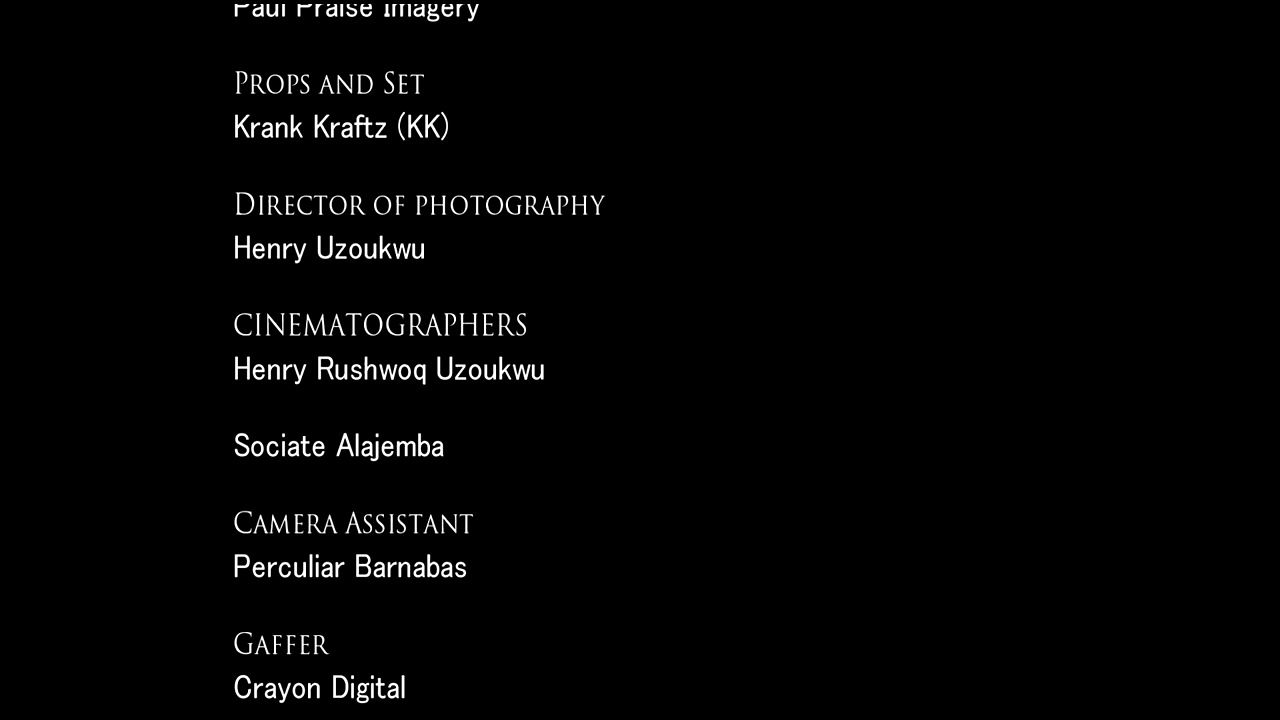 Paul Praise Imagery
Props and Set
Krank Kraftz (KK)
Director of photography
Henry Uzoukwu
CINEMATOGRAPHERS
Henry Rushwoq Uzoukwu
Sociate Alajemba
Camera Assistant
Perculiar Barnabas
Gaffer
Crayon Digital